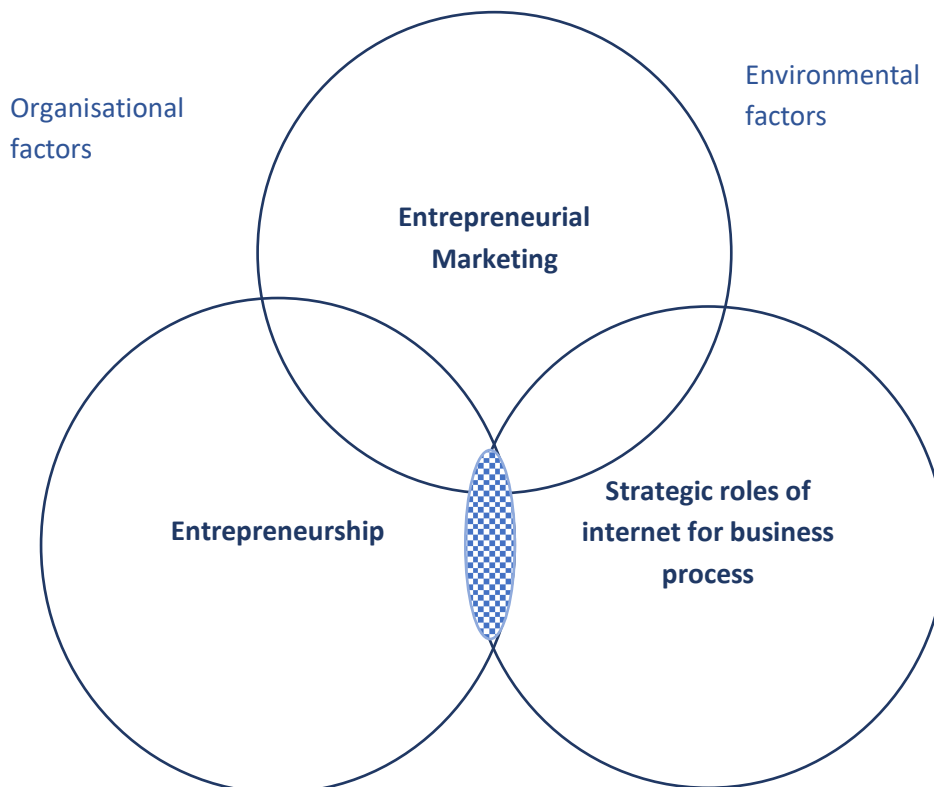 Organisational
factors
Environmental
factors
Entrepreneurial
Marketing
Entrepreneurship
Strategic roles of
internet for business
process